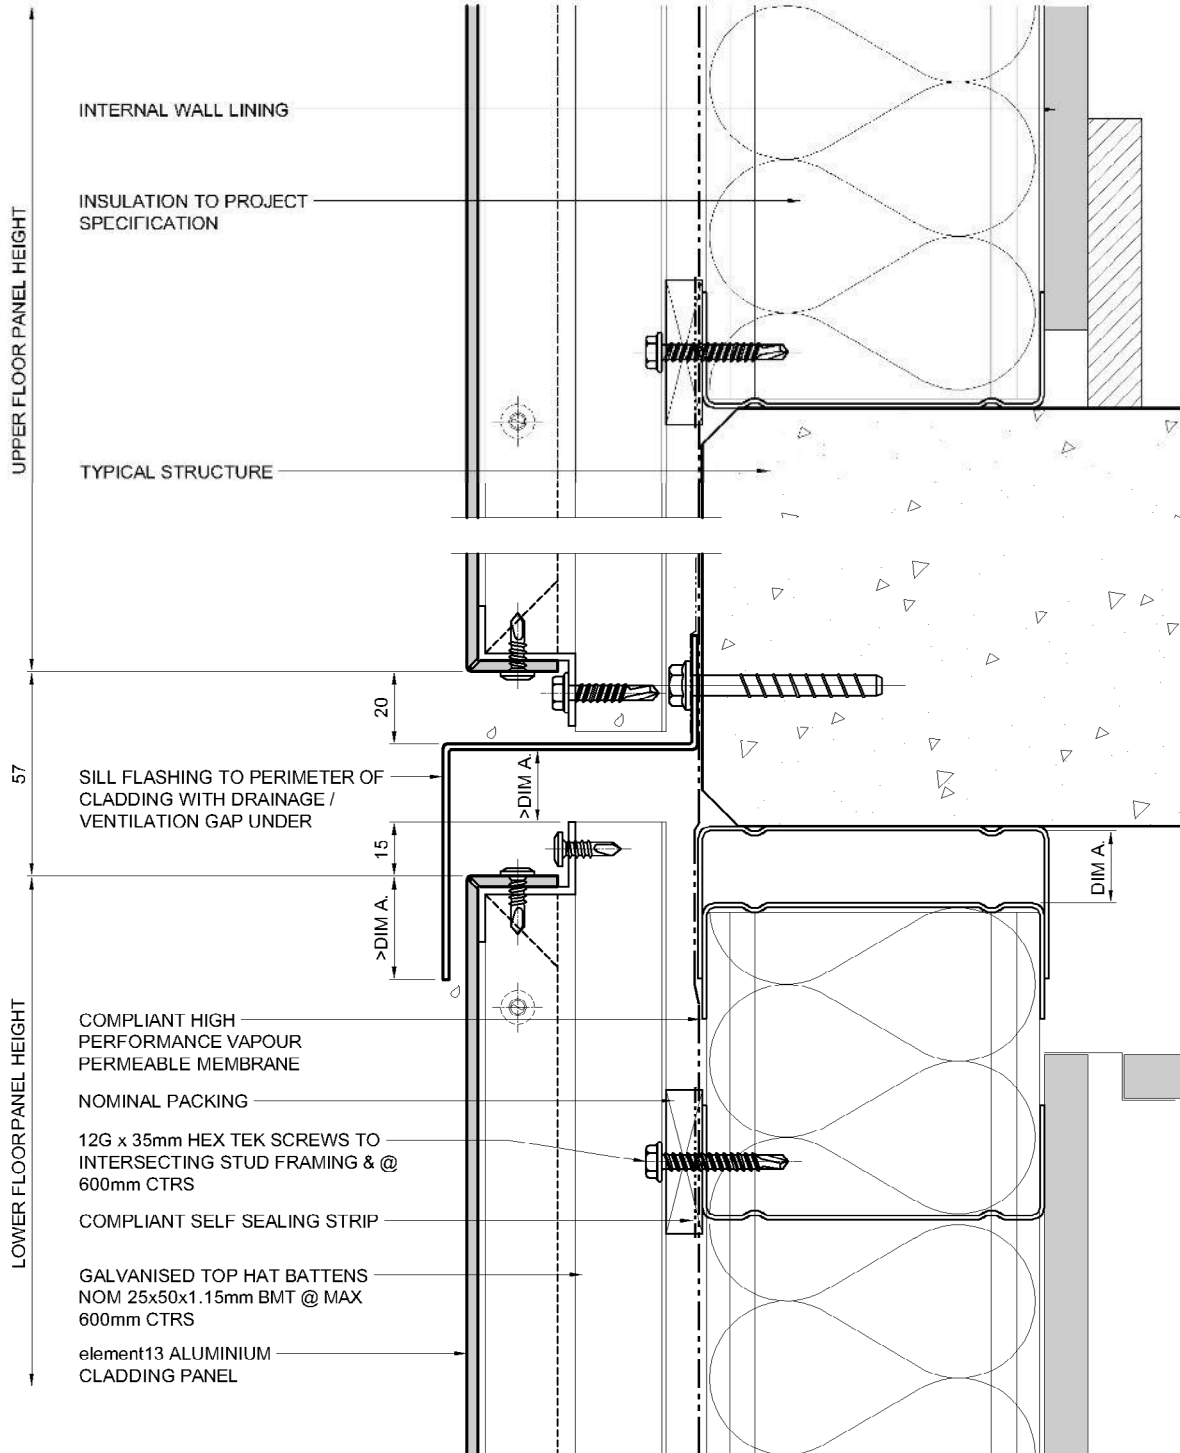 INTERNAL WALL LINING
INSULATION TO PROJECT
SPECIFICATION
UPPER FLOOR PANEL HEIGHT
TYPICAL STRUCTURE
20
57
SILL FLASHING TO PERIMETER OF
CLADDING WITH DRAINAGE /
VENTILATION GAP UNDER
>DIM A.
15
DIM A.
>DIM A.
LOWER FLOOR PANEL HEIGHT
COMPLIANT HIGH
PERFORMANCE VAPOUR
PERMEABLE MEMBRANE
NOMINAL PACKING
12G x 35mm HEX TEK SCREWS TO
INTERSECTING STUD FRAMING & @
600mm CTRS
COMPLIANT SELF SEALING STRIP
GALVANISED TOP HAT BATTENS
NOM 25x50x1.15mm BMT @ MAX
600mm CTRS
element13 ALUMINIUM
CLADDING PANEL